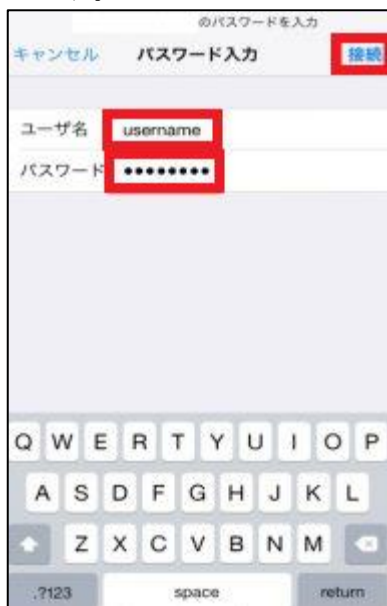 のパスワードを入力
キャンセル パスワード入力 接続
ユーザ名 username
パスワード ●●●●●●●●
Q W E R T Y U I O P
A S D F G H J K L
Z X C V B N M
.?123 space return